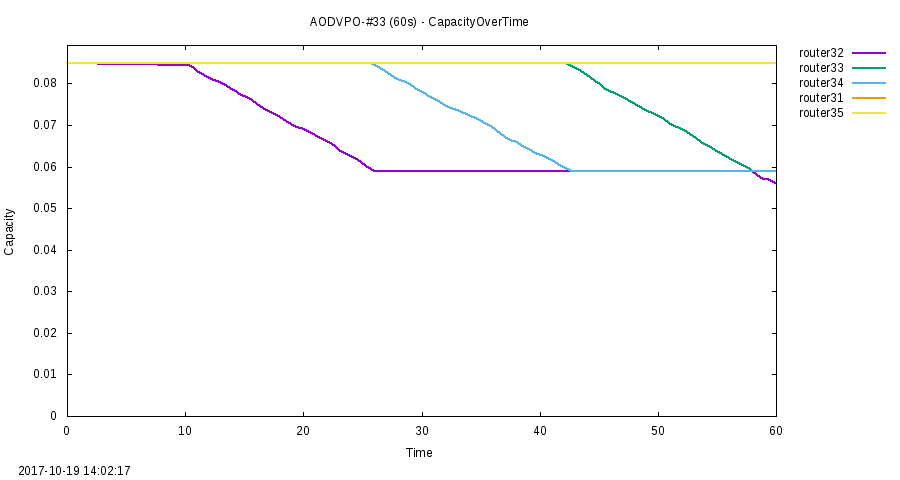 AODVPO-#33 (60s) - CapacityOverTime
router32
router33
router34
router31
router35
0.08
0.07
0.06
0.05
0.04
0.03
0.02
0.01
0
Capacity
0 10 20 30 40 50 60
Time
2017-10-19 14:02:17